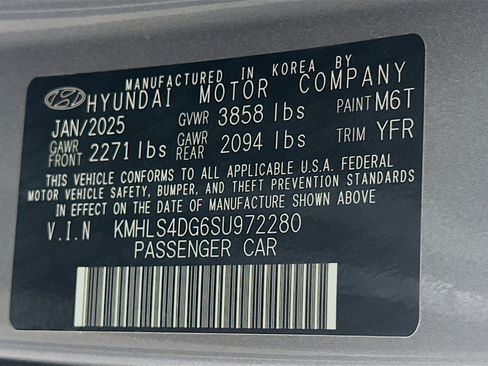 MANUFACTURED IN KOREA BY
HYUNDAI MOTOR COMPANY
JAN/2025 GVWR 3858 lbs PAINT M6T
GAWR FRONT 2271 lbs GAWR REAR 2094 lbs TRIM YFR
THIS VEHICLE CONFORMS TO ALL APPLICABLE U.S.A. FEDERAL
MOTOR VEHICLE SAFETY, BUMPER, AND THEFT PREVENTION STANDARDS
IN EFFECT ON THE DATE OF MANUFACTURE SHOWN ABOVE
V.I.N KMHLS4DG6SU972280
PASSENGER CAR